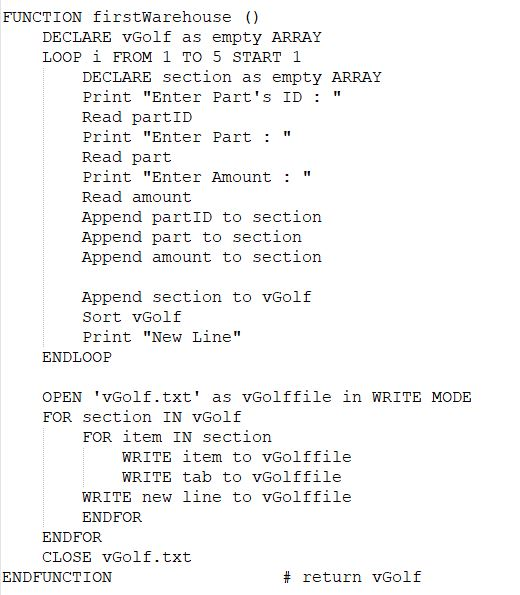 FUNCTION firstWarehouse ()
DECLARE vGolf as empty ARRAY
LOOP i FROM 1 TO 5 START 1
DECLARE section as empty ARRAY
Print "Enter Part's ID : "
Read partID
Print "Enter Part : "
Read part
Print "Enter Amount : "
Read amount
Append partID to section
Append part to section
Append amount to section
Append section to vGolf
Sort vGolf
Print "New Line"
ENDLOOP
OPEN 'vGolf.txt' as vGolffile in WRITE MODE
FOR section IN vGolf
FOR item IN section
WRITE item to vGolffile
WRITE tab to vGolffile
WRITE new line to vGolffile
ENDFOR
ENDFOR
CLOSE vGolf.txt
ENDFUNCTION # return vGolf